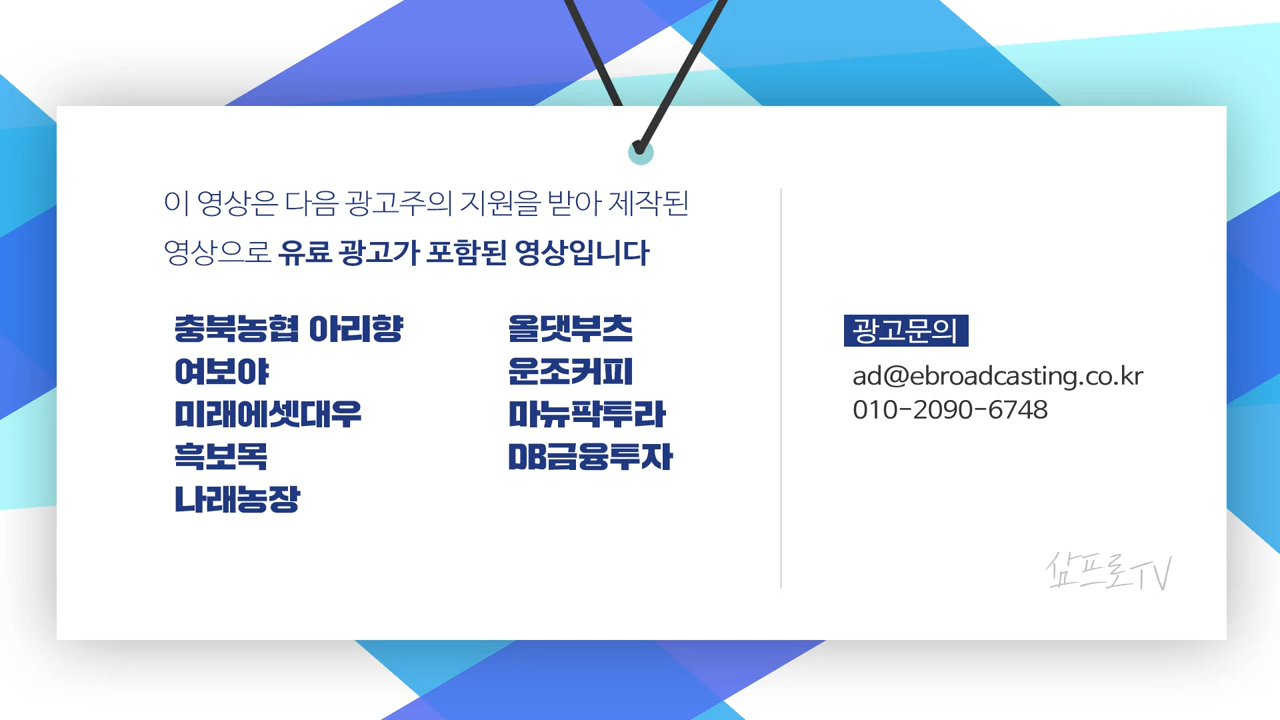 이 영상은 다음 광고주의 지원을 받아 제작된
영상으로 유료 광고가 포함된 영상입니다
충북농협 아리향
여보야
미래에셋대우
흑보목
나래농장
올댓부츠
운조커피
마뉴팍투라
DB금융투자
광고문의
ad@ebroadcasting.co.kr
010-2090-6748
삼프로TV